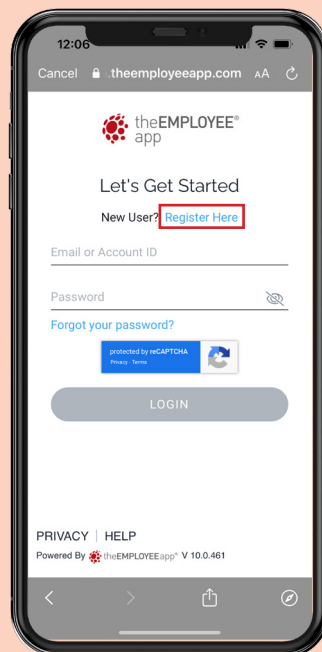 12:06
Cancel .theemployeeapp.com AA
theEMPLOYEE®
app
Let's Get Started
New User? Register Here
Email or Account ID
Password
Forgot your password?
protected by reCAPTCHA
Privacy - Terms
LOGIN
PRIVACY | HELP
Powered By theEMPLOYEEapp® V 10.0.461